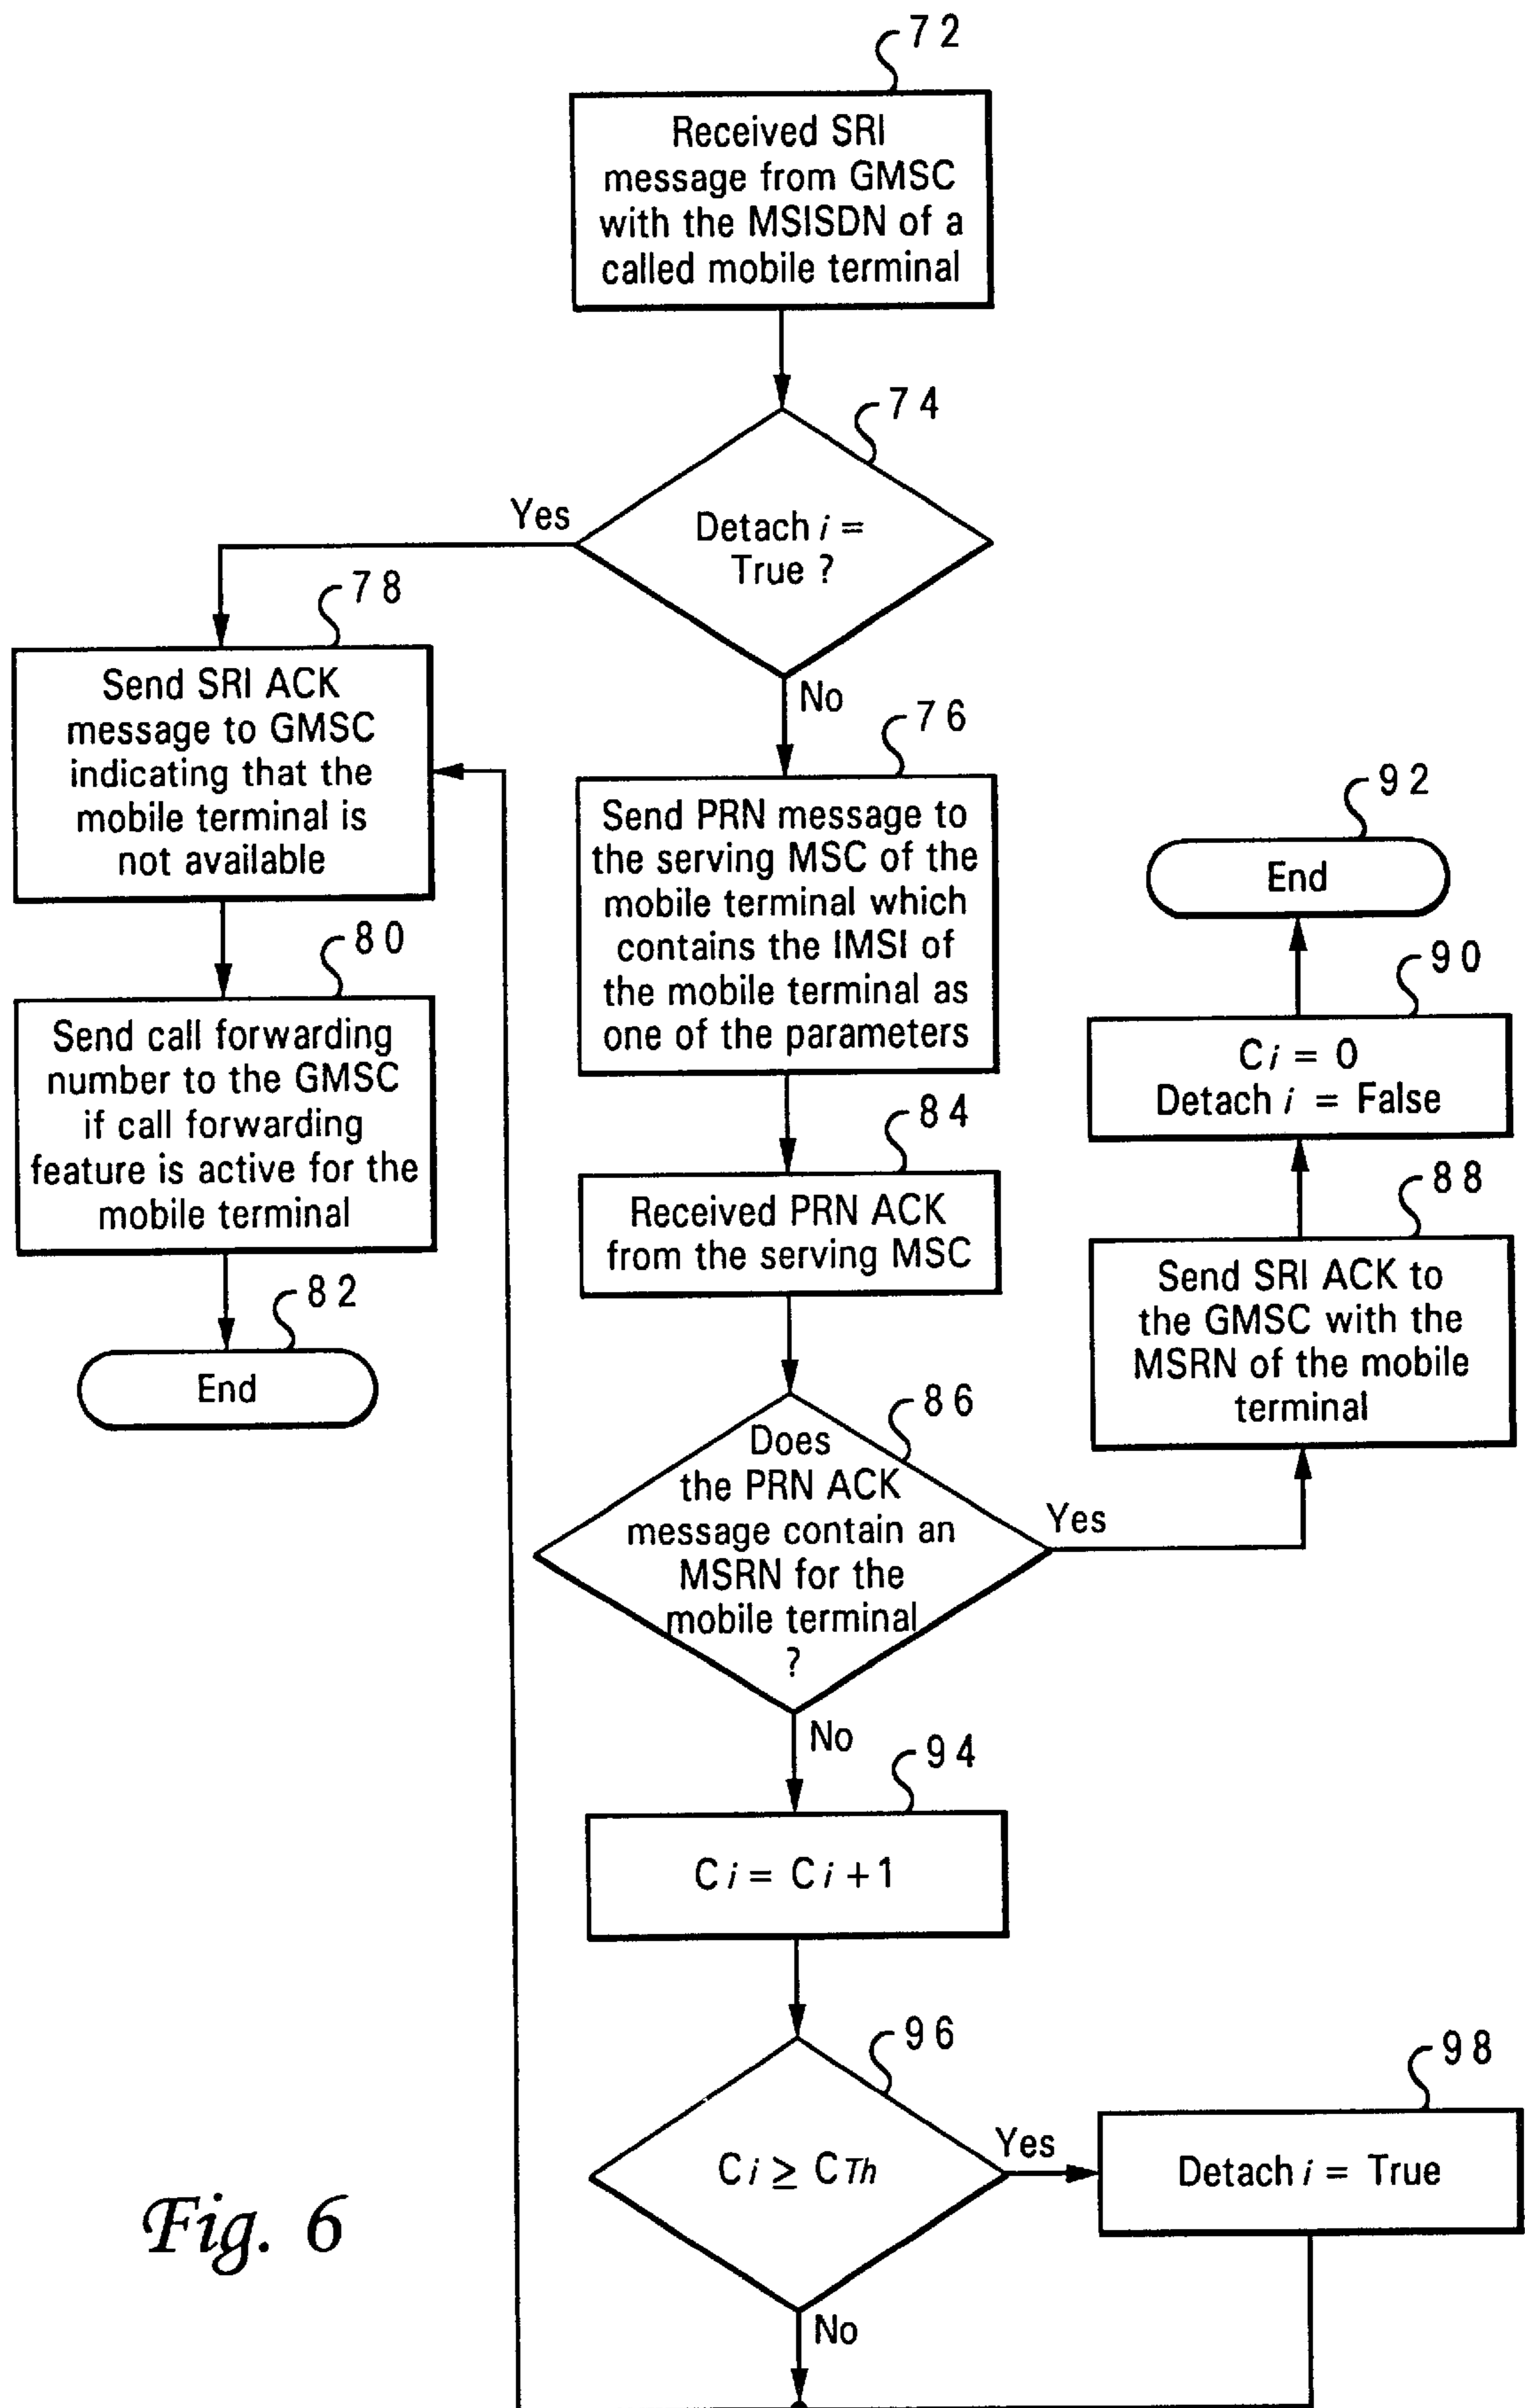 72
Received SRI
message from GMSC
with the MSISDN of a
called mobile terminal
74
Detach i =
True ?
Yes
No
78
Send SRI ACK
message to GMSC
indicating that the
mobile terminal is
not available
76
Send PRN message to
the serving MSC of the
mobile terminal which
contains the IMSI of
the mobile terminal as
one of the parameters
80
Send call forwarding
number to the GMSC
if call forwarding
feature is active for the
mobile terminal
82
End
84
Received PRN ACK
from the serving MSC
86
Does
the PRN ACK
message contain an
MSRN for the
mobile terminal
?
Yes
No
88
Send SRI ACK to
the GMSC with the
MSRN of the mobile
terminal
90
Ci = 0
Detach i = False
92
End
94
Ci = Ci +1
96
Ci ≥ CTh
Yes
No
98
Detach i = True
Fig. 6